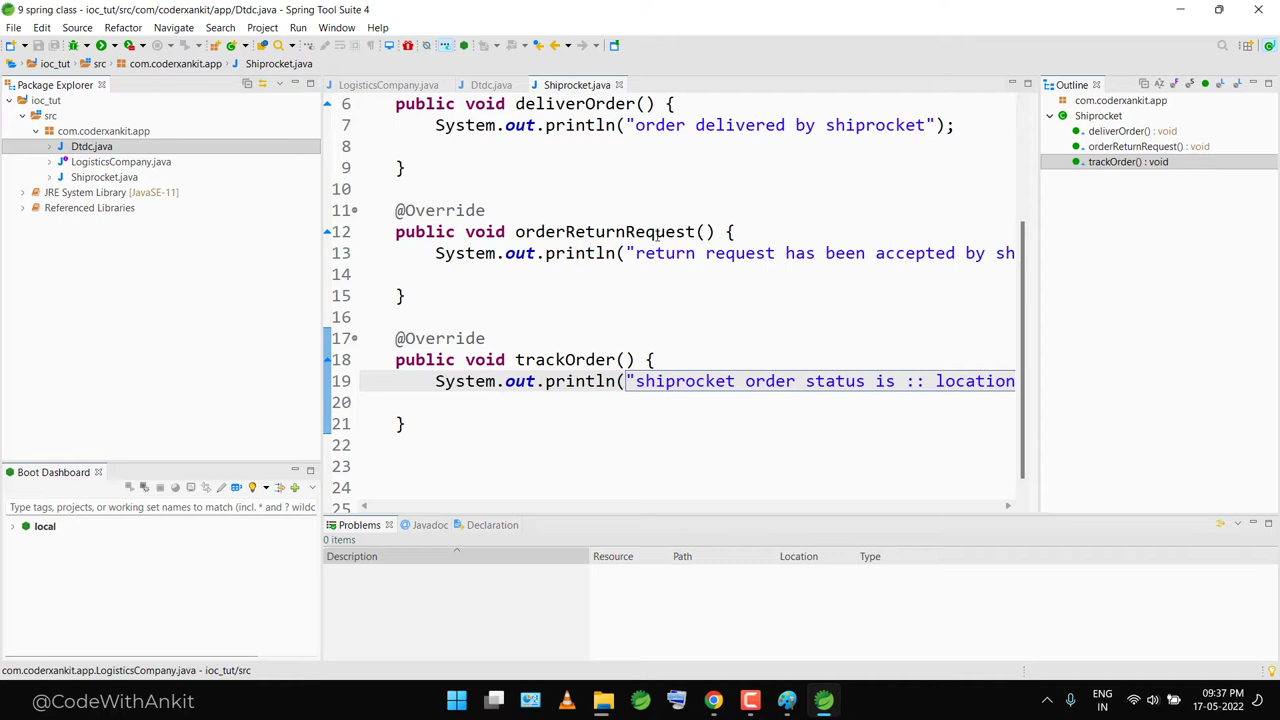 9 spring class - ioc_tut/src/com/coderxankit/app/Dtdc.java - Spring Tool Suite 4
File Edit Source Refactor Navigate Search Project Run Window Help
ioc_tut src com.coderxankit.app Shiprocket.java
Package Explorer
ioc_tut
src
com.coderxankit.app
Dtdc.java
LogisticsCompany.java
Shiprocket.java
JRE System Library [JavaSE-11]
Referenced Libraries
Boot Dashboard
Type tags, projects, or working set names to match (incl. * and ? wildc
local
LogisticsCompany.java Dtdc.java Shiprocket.java
6 public void deliverOrder() {
7 System.out.println("order delivered by shiprocket");
8
9 }
10
11 @Override
12 public void orderReturnRequest() {
13 System.out.println("return request has been accepted by sh
14
15 }
16
17 @Override
18 public void trackOrder() {
19 System.out.println("shiprocket order status is :: location
20
21 }
22
23
24
25
Outline
com.coderxankit.app
Shiprocket
deliverOrder() : void
orderReturnRequest() : void
trackOrder() : void
Problems Javadoc Declaration
0 items
Description Resource Path Location Type
com.coderxankit.app.LogisticsCompany.java - ioc_tut/src
@CodeWithAnkit
ENG
IN
09:37 PM
17-05-2022